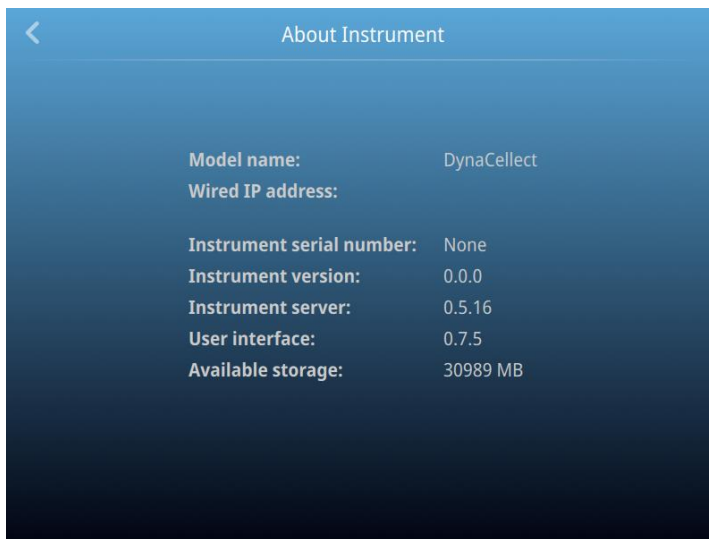 About Instrument
Model name: DynaCellect
Wired IP address:
Instrument serial number: None
Instrument version: 0.0.0
Instrument server: 0.5.16
User interface: 0.7.5
Available storage: 30989 MB